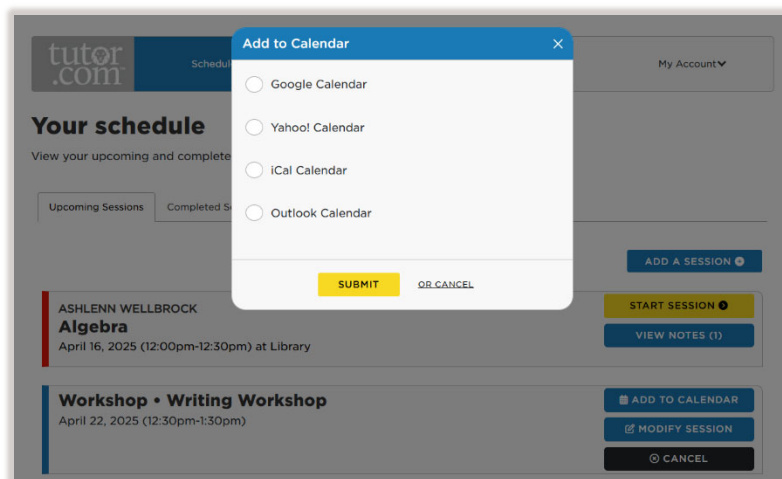 tutor
.com
Schedul
My Account
Add to Calendar
Google Calendar
Yahoo! Calendar
iCal Calendar
Outlook Calendar
SUBMIT
OR CANCEL
Your schedule
View your upcoming and complete
Upcoming Sessions
Completed S
ADD A SESSION
ASHLENN WELLBROCK
Algebra
April 16, 2025 (12:00pm-12:30pm) at Library
START SESSION
VIEW NOTES (1)
Workshop • Writing Workshop
April 22, 2025 (12:30pm-1:30pm)
ADD TO CALENDAR
MODIFY SESSION
CANCEL